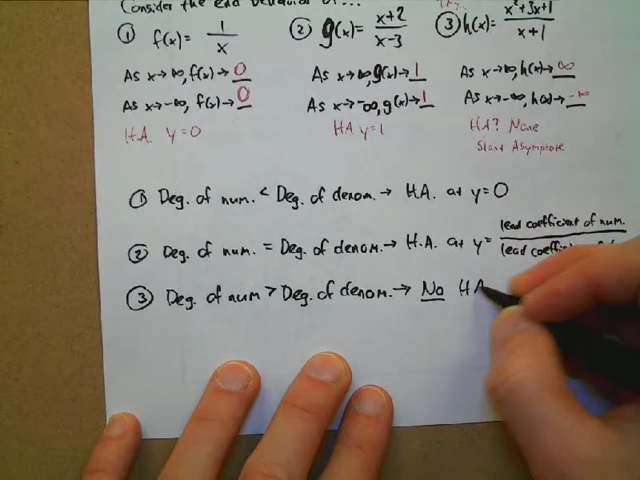 Consider the End Behavior of...
① f(x)= 1/x ② g(x)= x+2/x-3 ③ h(x)= x²+3x+1/x+1
As x→∞, f(x)→ 0 As x→∞, g(x)→ 1 As x→∞, h(x)→ ∞
As x→-∞, f(x)→ 0 As x→-∞, g(x)→ 1 As x→-∞, h(x)→ -∞
H.A. y=0 HA y=1 HA? None
Slant Asymptote
① Deg. of num. < Deg. of denom. → H.A. at y=0
② Deg. of num. = Deg. of denom. → H.A. at y= lead coefficient of num./lead coefficient
③ Deg. of num > Deg. of denom. → No HA